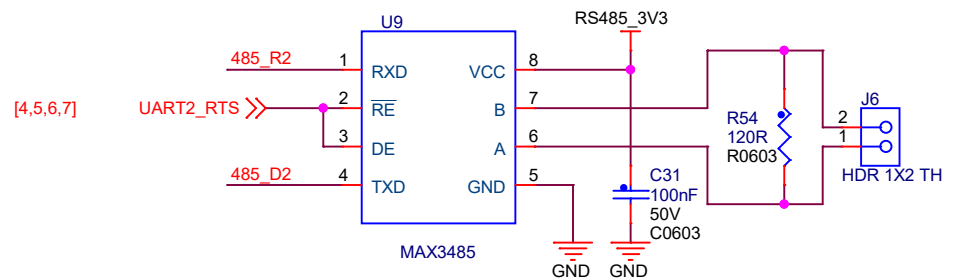 U9
RS485_3V3
485_R2
1
RXD
VCC
8
[4,5,6,7]
UART2_RTS
2
RE
B
7
3
DE
A
6
485_D2
4
TXD
GND
5
MAX3485
C31
100nF
50V
C0603
GND
GND
R54
120R
R0603
J6
2
1
HDR 1X2 TH